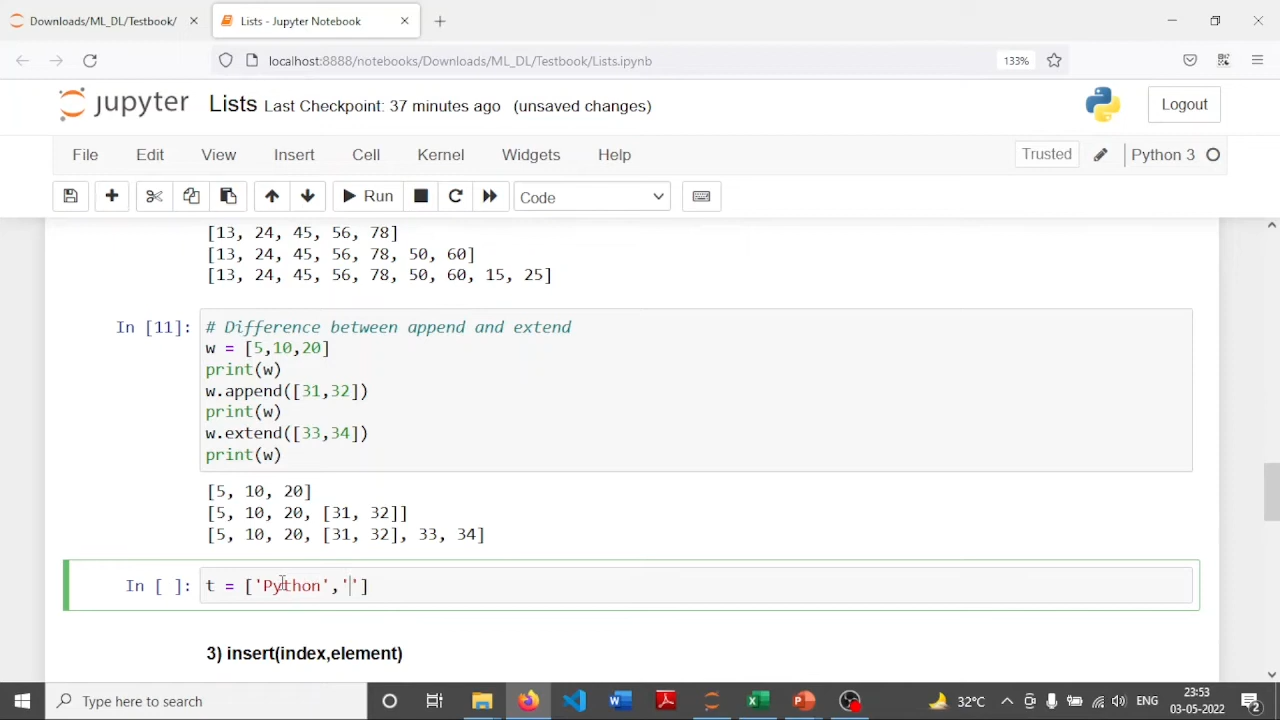 Downloads/ML_DL/Testbook/
Lists - Jupyter Notebook
localhost:8888/notebooks/Downloads/ML_DL/Testbook/Lists.ipynb
133%
jupyter
Lists Last Checkpoint: 37 minutes ago (unsaved changes)
Logout
File Edit View Insert Cell Kernel Widgets Help
Trusted
Python 3
Run
Code
[13, 24, 45, 56, 78]
[13, 24, 45, 56, 78, 50, 60]
[13, 24, 45, 56, 78, 50, 60, 15, 25]
In [11]:
# Difference between append and extend
w = [5,10,20]
print(w)
w.append([31,32])
print(w)
w.extend([33,34])
print(w)
[5, 10, 20]
[5, 10, 20, [31, 32]]
[5, 10, 20, [31, 32], 33, 34]
In [ ]:
t = ['Python','']
3) insert(index,element)
Type here to search
32°C
ENG
23:53
03-05-2022
2